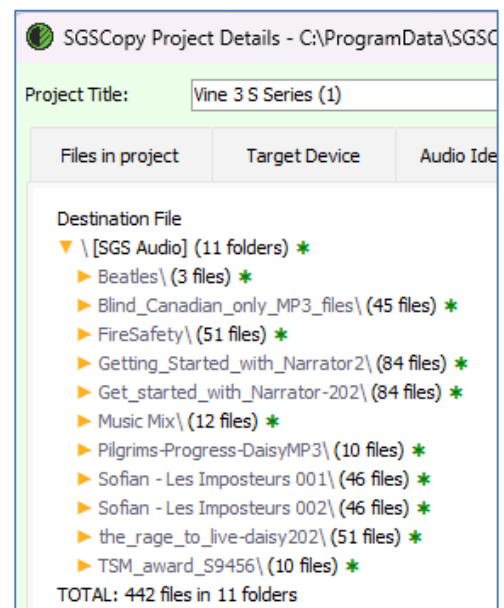 SGSCopy Project Details - C:\ProgramData\SGSC
Project Title: Vine 3 S Series (1)
Files in project Target Device Audio Ide
Destination File
\ [SGS Audio] (11 folders) *
Beatles\ (3 files) *
Blind_Canadian_only_MP3_files\ (45 files) *
FireSafety\ (51 files) *
Getting_Started_with_Narrator2\ (84 files) *
Get_started_with_Narrator-202\ (84 files) *
Music Mix\ (12 files) *
Pilgrims-Progress-DaisyMP3\ (10 files) *
Sofian - Les Imposteurs 001\ (46 files) *
Sofian - Les Imposteurs 002\ (46 files) *
the_rage_to_live-daisy202\ (51 files) *
TSM_award_S9456\ (10 files) *
TOTAL: 442 files in 11 folders